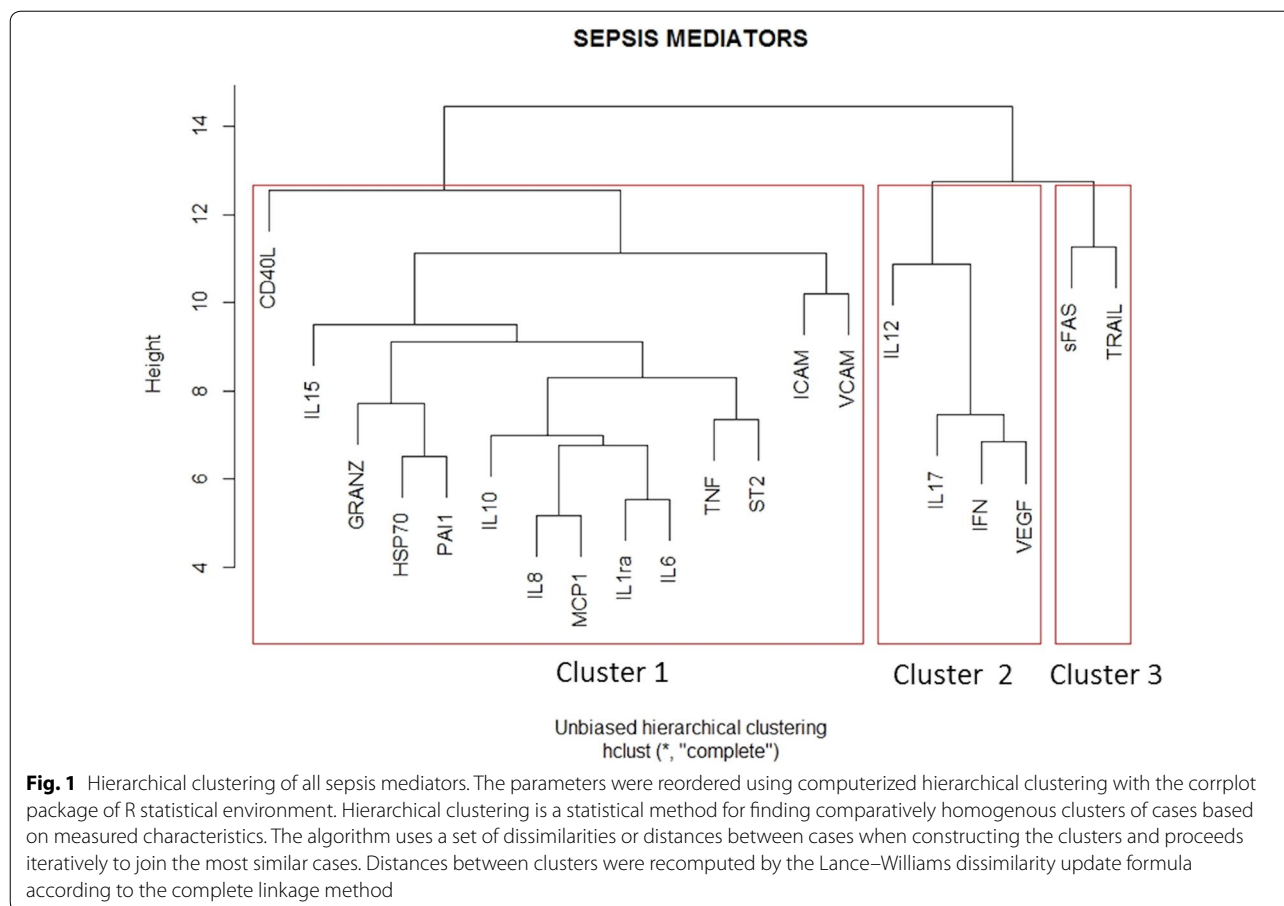 SEPSIS MEDIATORS
Height
14
12
10
8
6
4
CD40L
IL15
GRANZ
HSP70
PAI1
IL10
IL8
MCP1
IL1ra
IL6
TNF
ST2
ICAM
VCAM
IL12
IL17
IFN
VEGF
sFAS
TRAIL
Cluster 1
Cluster 2
Cluster 3
Unbiased hierarchical clustering
hclust (*, "complete")
Fig. 1 Hierarchical clustering of all sepsis mediators. The parameters were reordered using computerized hierarchical clustering with the corrplot
package of R statistical environment. Hierarchical clustering is a statistical method for finding comparatively homogenous clusters of cases based
on measured characteristics. The algorithm uses a set of dissimilarities or distances between cases when constructing the clusters and proceeds
iteratively to join the most similar cases. Distances between clusters were recomputed by the Lance–Williams dissimilarity update formula
according to the complete linkage method